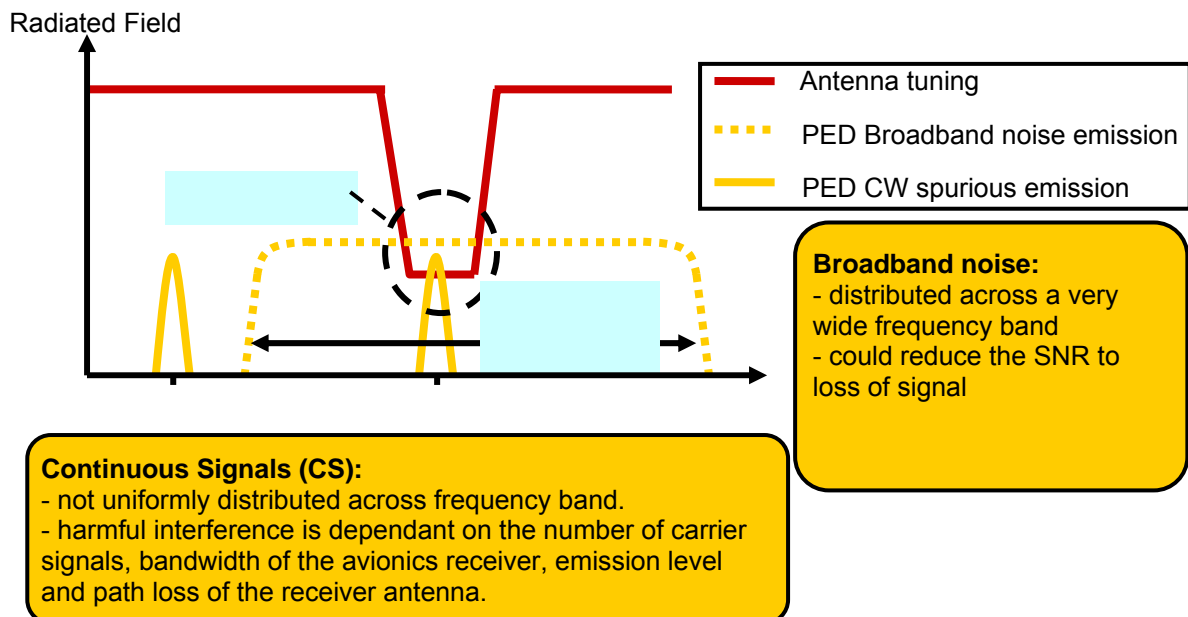 Radiated Field
Antenna tuning
PED Broadband noise emission
PED CW spurious emission
Broadband noise:
- distributed across a very
wide frequency band
- could reduce the SNR to
loss of signal
Continuous Signals (CS):
- not uniformly distributed across frequency band.
- harmful interference is dependant on the number of carrier
signals, bandwidth of the avionics receiver, emission level
and path loss of the receiver antenna.